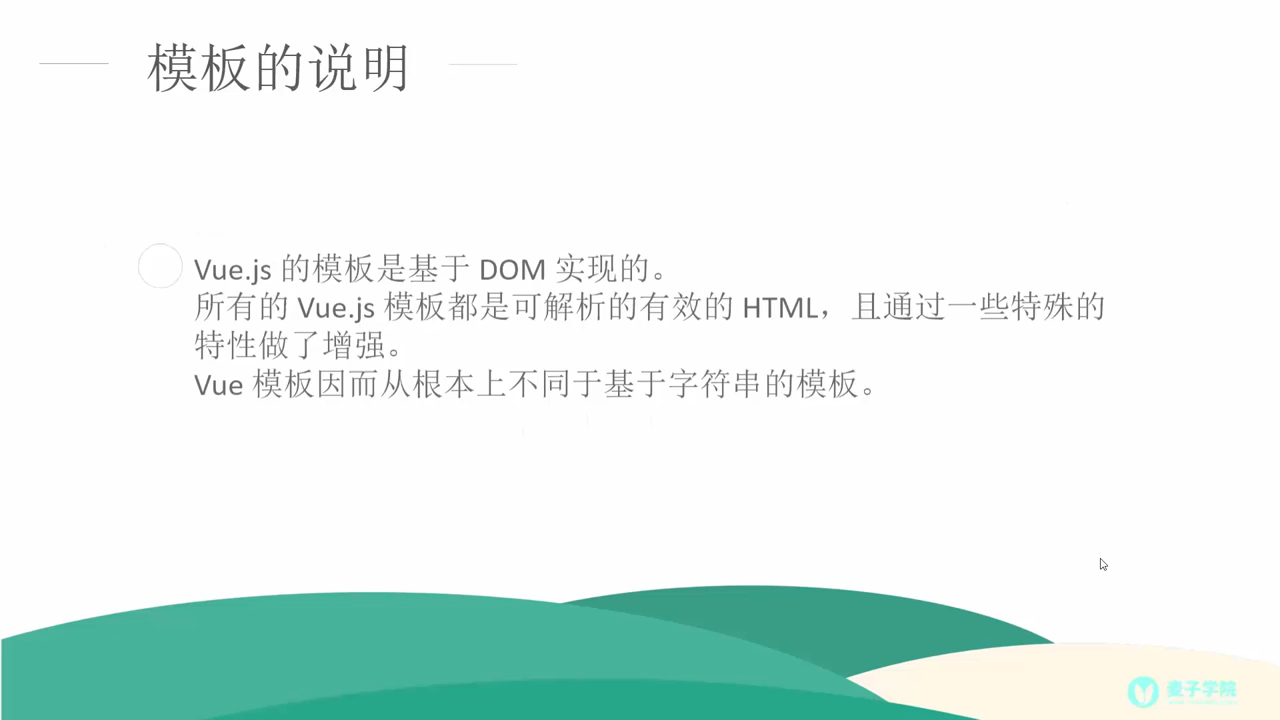 模板的说明
Vue.js 的模板是基于 DOM 实现的。
所有的 Vue.js 模板都是可解析的有效的 HTML，且通过一些特殊的
特性做了增强。
Vue 模板因而从根本上不同于基于字符串的模板。
麦子学院